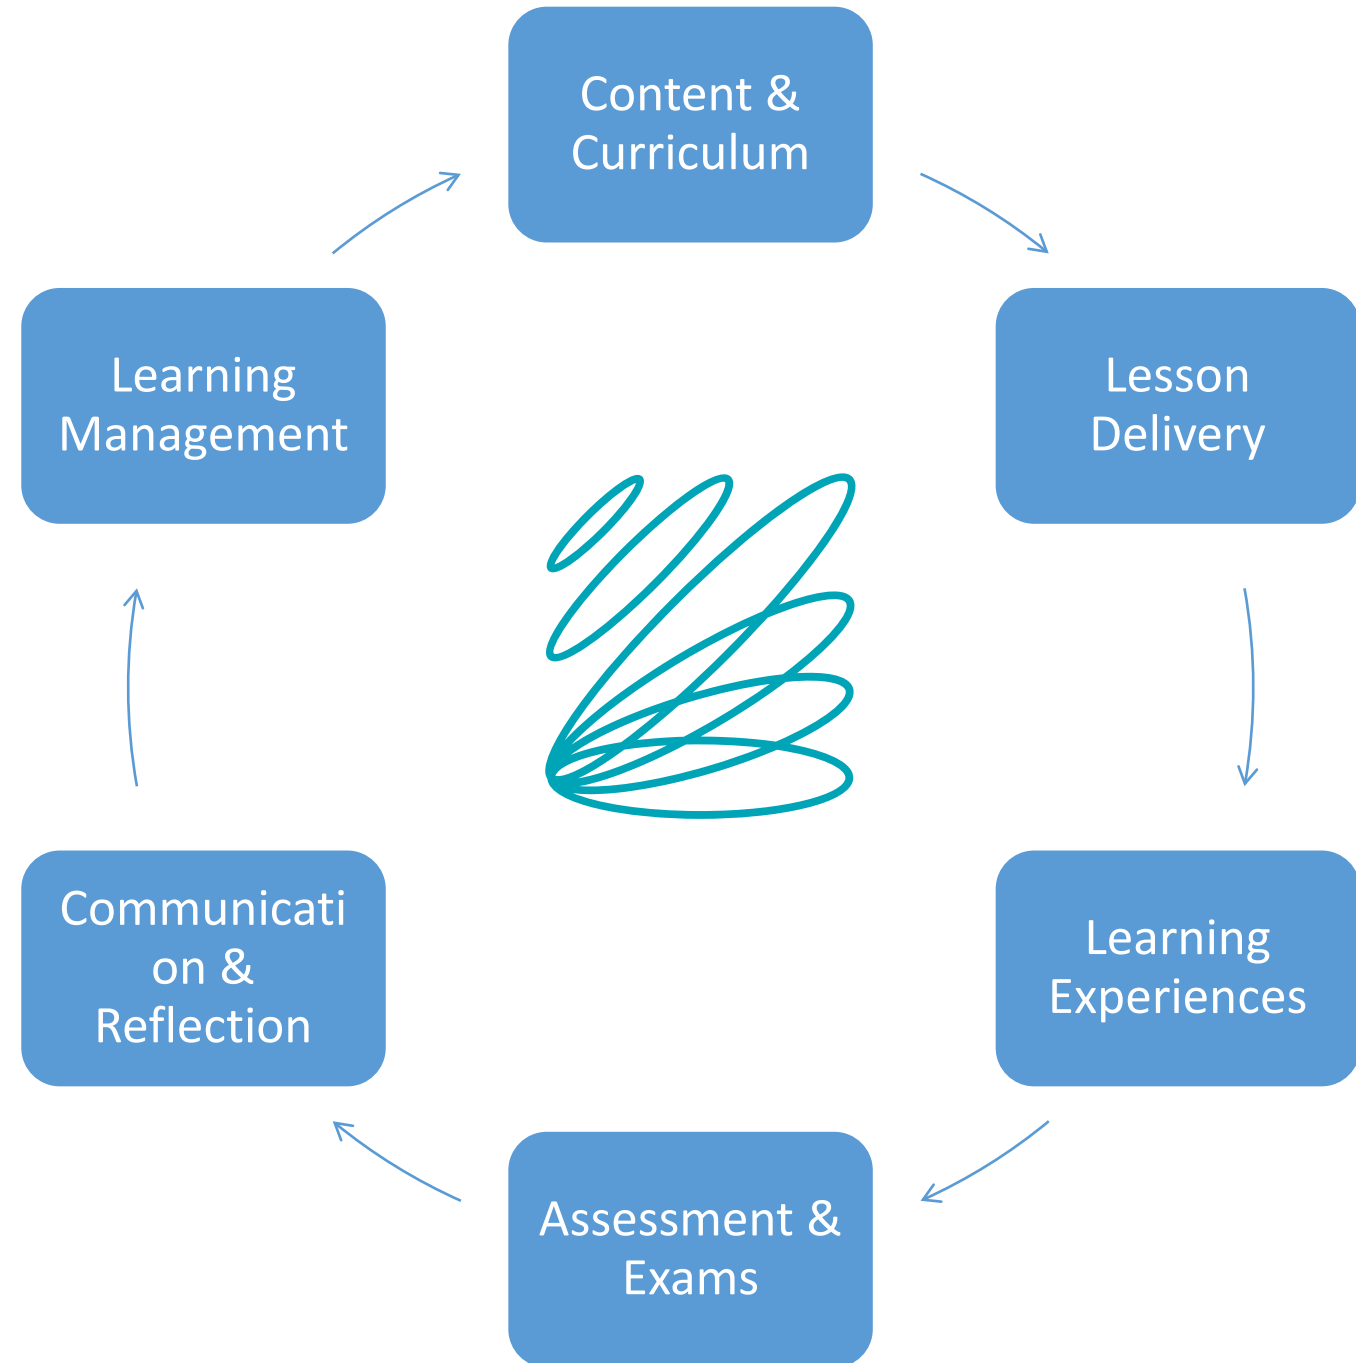 Content &
Curriculum
Lesson
Delivery
Learning
Experiences
Assessment &
Exams
Communicati
on &
Reflection
Learning
Management